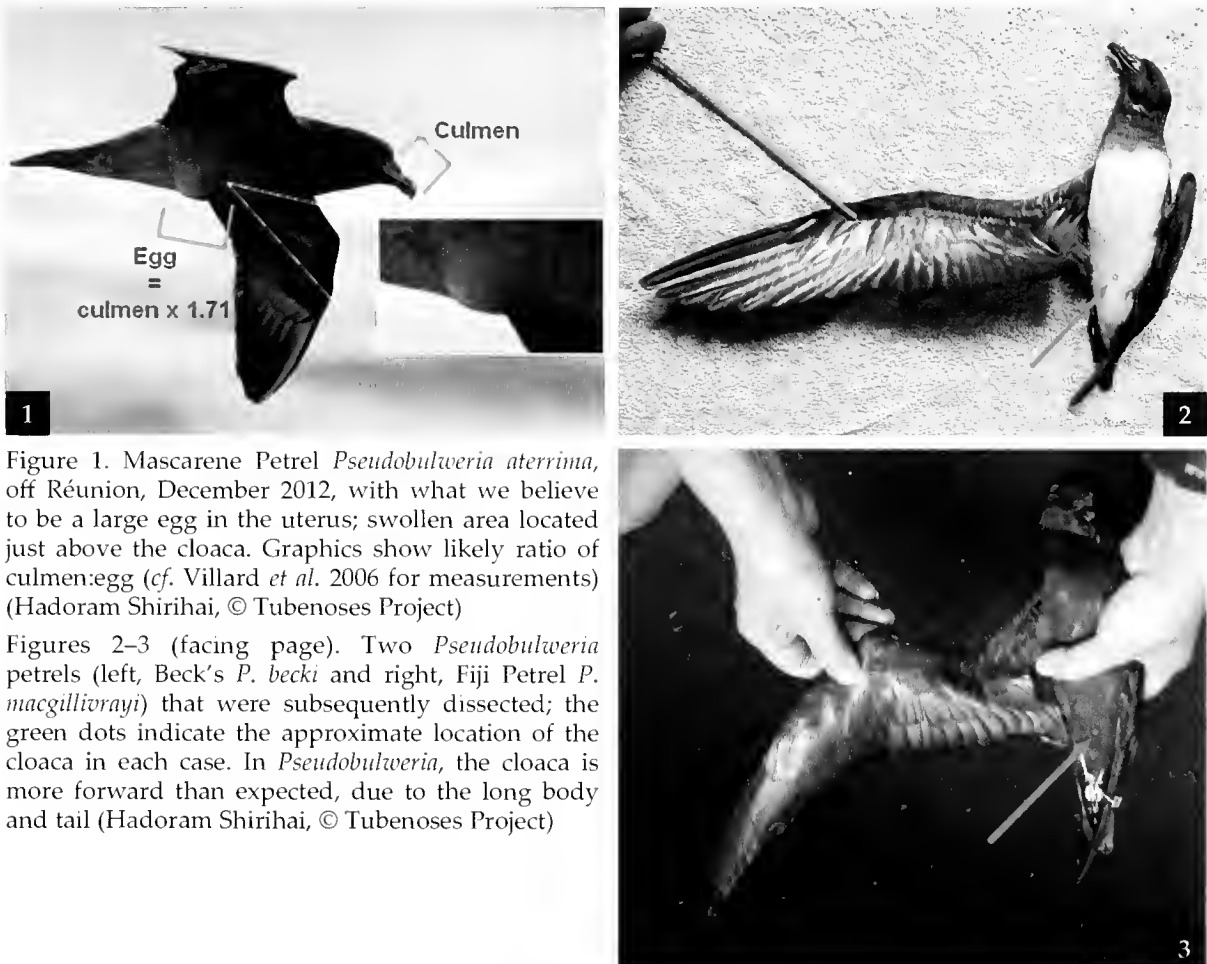 Culmen
Egg
=
culmen x 1.71
1
2
Figure 1. Mascarene Petrel Pseudobulweria aterrima,
off Réunion, December 2012, with what we believe
to be a large egg in the uterus; swollen area located
just above the cloaca. Graphics show likely ratio of
culmen:egg (cf. Villard et al. 2006 for measurements)
(Hadoram Shirihai, © Tubenoses Project)
Figures 2–3 (facing page). Two Pseudobulweria
petrels (left, Beck's P. becki and right, Fiji Petrel P.
macgillivrayi) that were subsequently dissected; the
green dots indicate the approximate location of the
cloaca in each case. In Pseudobulweria, the cloaca is
more forward than expected, due to the long body
and tail (Hadoram Shirihai, © Tubenoses Project)
3